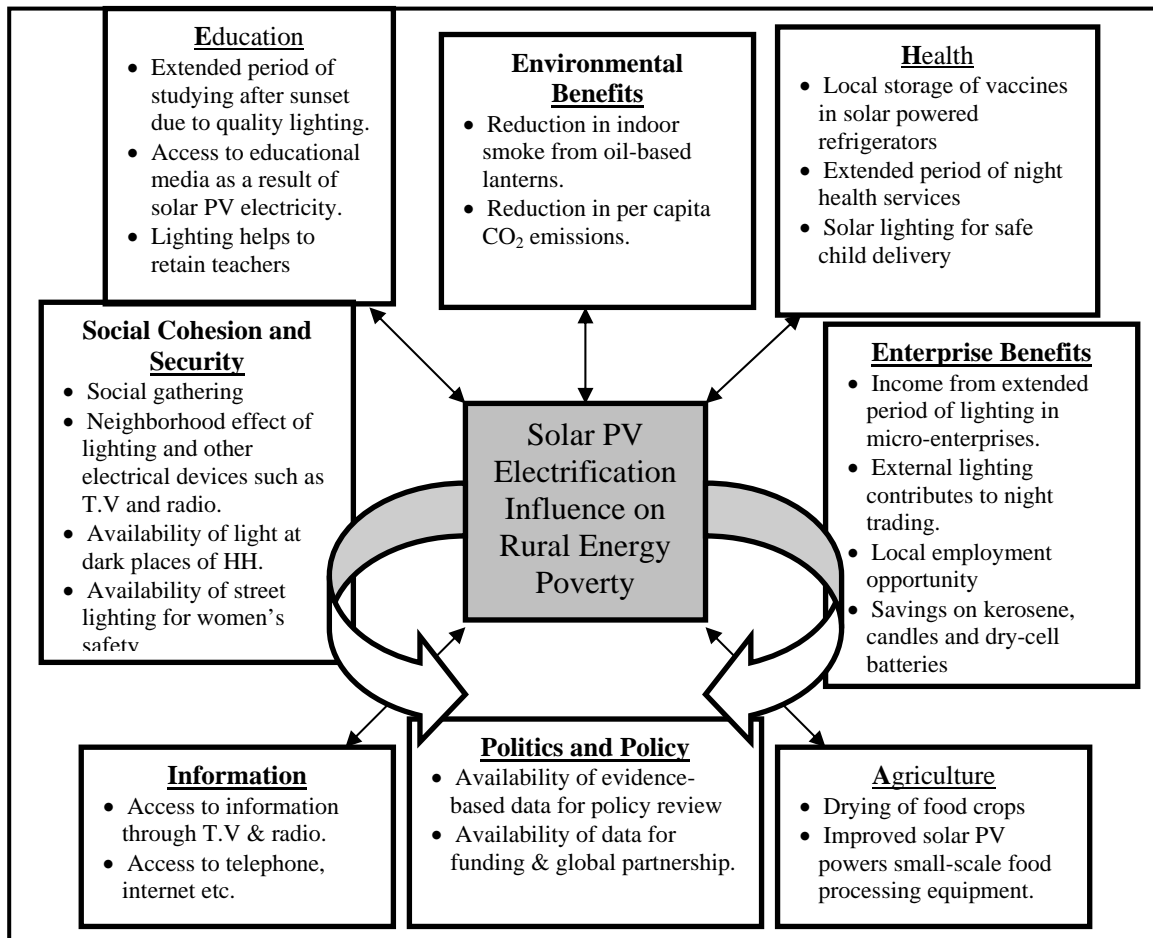 Education
• Extended period of
studying after sunset
due to quality lighting.
• Access to educational
media as a result of
solar PV electricity.
• Lighting helps to
retain teachers
Environmental
Benefits
• Reduction in indoor
smoke from oil-based
lanterns.
• Reduction in per capita
CO₂ emissions.
Health
• Local storage of vaccines
in solar powered
refrigerators
• Extended period of night
health services
• Solar lighting for safe
child delivery
Social Cohesion and
Security
• Social gathering
• Neighborhood effect of
lighting and other
electrical devices such as
T.V and radio.
• Availability of light at
dark places of HH.
• Availability of street
lighting for women's
safety
Solar PV
Electrification
Influence on
Rural Energy
Poverty
Enterprise Benefits
• Income from extended
period of lighting in
micro-enterprises.
• External lighting
contributes to night
trading.
• Local employment
opportunity
• Savings on kerosene,
candles and dry-cell
batteries
Information
• Access to information
through T.V & radio.
• Access to telephone,
internet etc.
Politics and Policy
• Availability of evidence-
based data for policy review
• Availability of data for
funding & global partnership.
Agriculture
• Drying of food crops
• Improved solar PV
powers small-scale food
processing equipment.